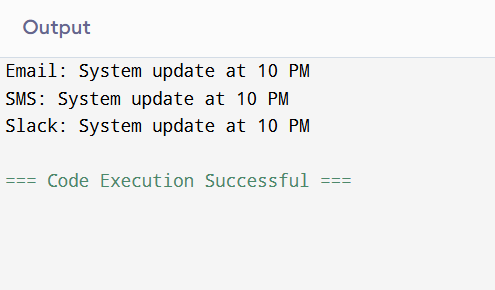 Output
Email: System update at 10 PM
SMS: System update at 10 PM
Slack: System update at 10 PM
=== Code Execution Successful ===